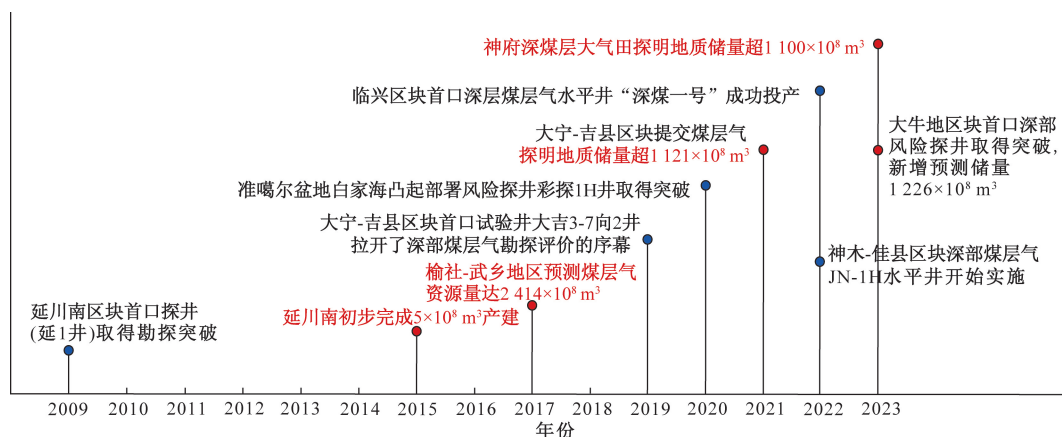 神府深煤层大气田探明地质储量超1 100×10⁸ m³
临兴区块首口深层煤层气水平井“深煤一号”成功投产
大宁-吉县区块提交煤层气
探明地质储量超1 121×10⁸ m³
大牛地区块首口深部
风险探井取得突破,
新增预测储量
1 226×10⁸ m³
准噶尔盆地白家海凸起部署风险探井彩探1H井取得突破
大宁-吉县区块首口试验井大吉3-7向2井
拉开了深部煤层气勘探评价的序幕
神木-佳县区块深部煤层气
JN-1H水平井开始实施
榆社-武乡地区预测煤层气
资源量达2 414×10⁸ m³
延川南区块首口探井
(延1井)取得勘探突破
延川南初步完成5×10⁸ m³产建
2009 2010 2011 2012 2013 2014 2015 2016 2017 2018 2019 2020 2021 2022 2023
年份